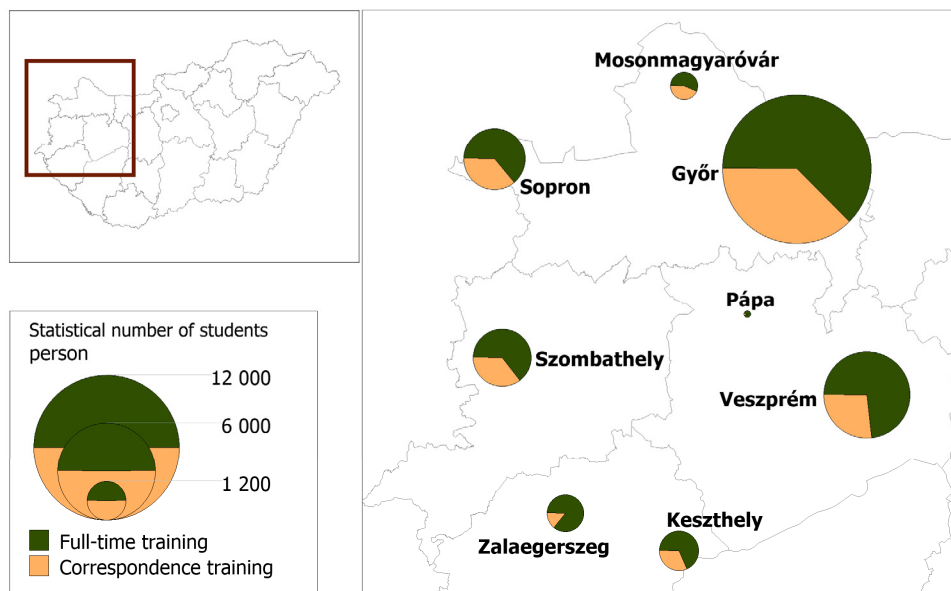 Mosonmagyaróvár
Győr
Sopron
Pápa
Szombathely
Veszprém
Keszthely
Zalaegerszeg
Statistical number of students
person
12 000
6 000
1 200
Full-time training
Correspondence training